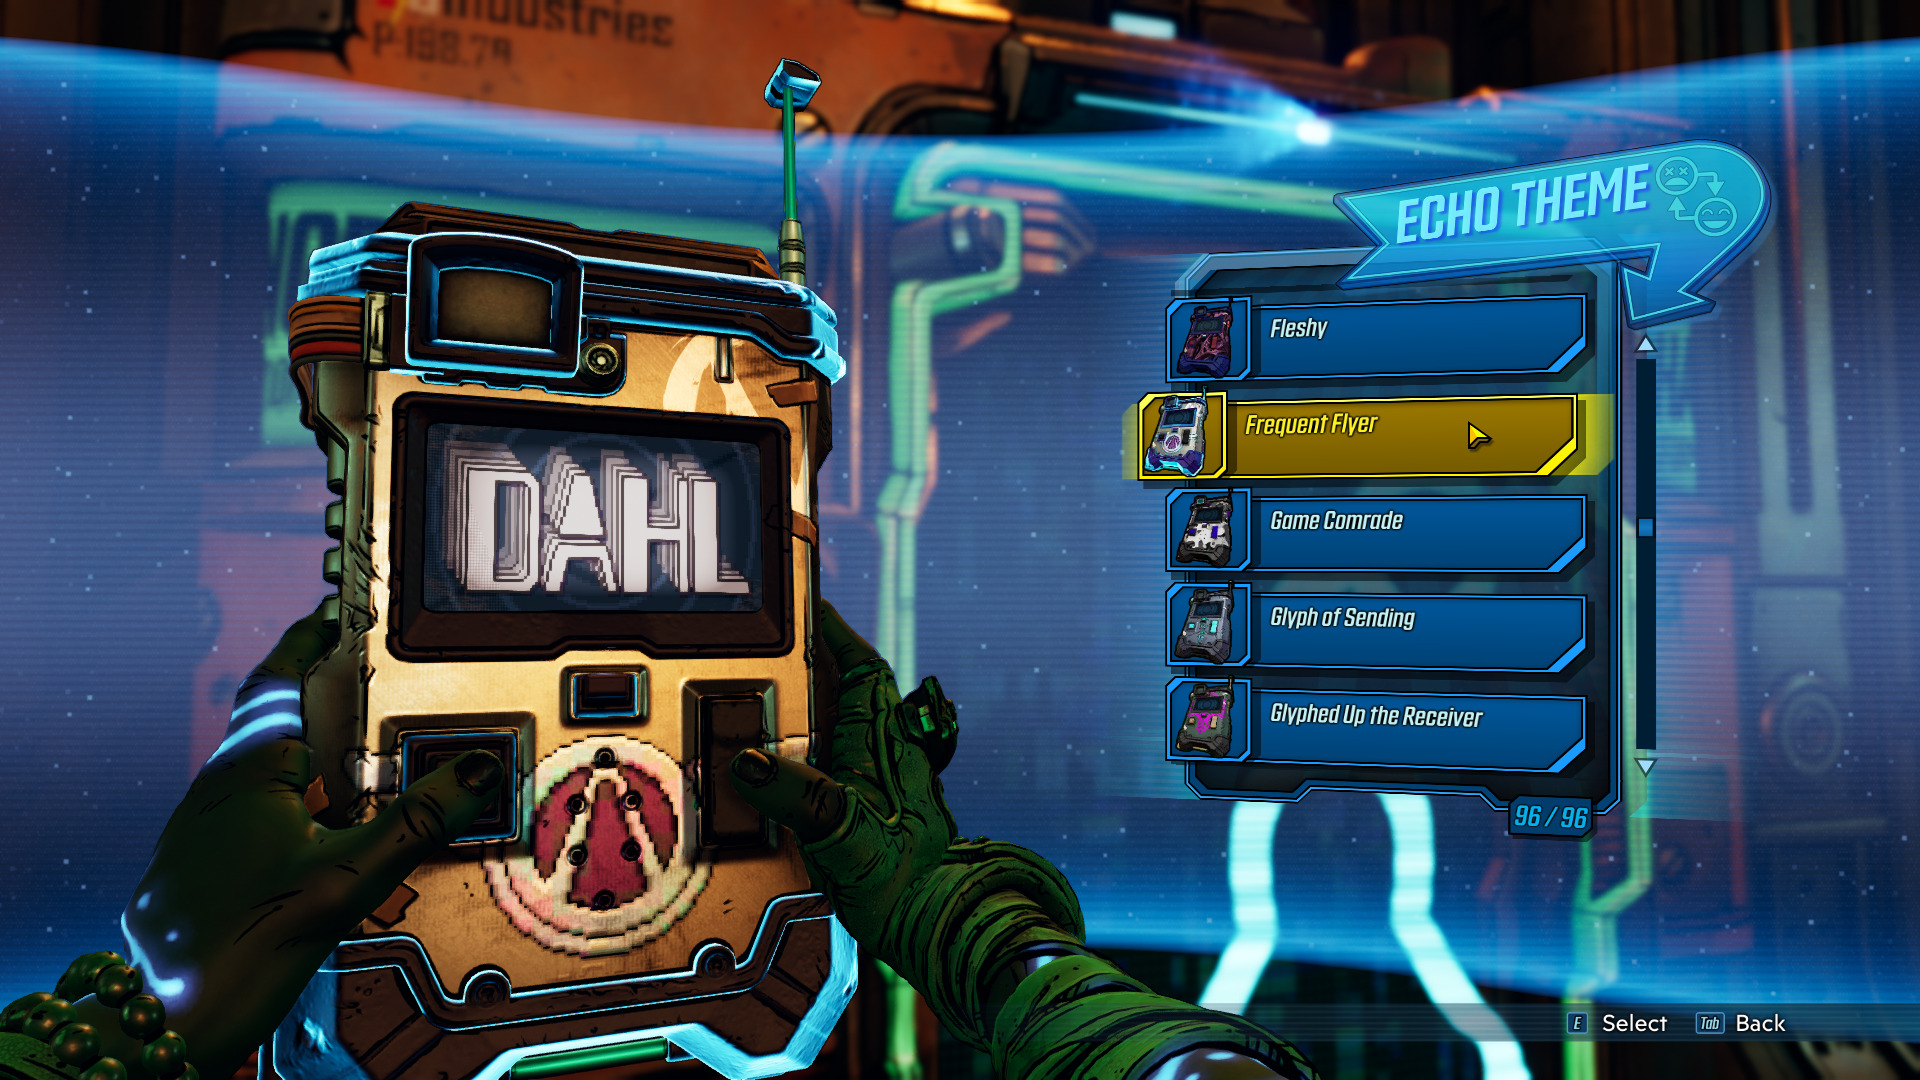 industries
P-152.79
DAHL
ECHO THEME
Fleshy
Frequent Flyer
Game Comrade
Glyph of Sending
Glyphed Up the Receiver
96 / 96
E Select Tab Back